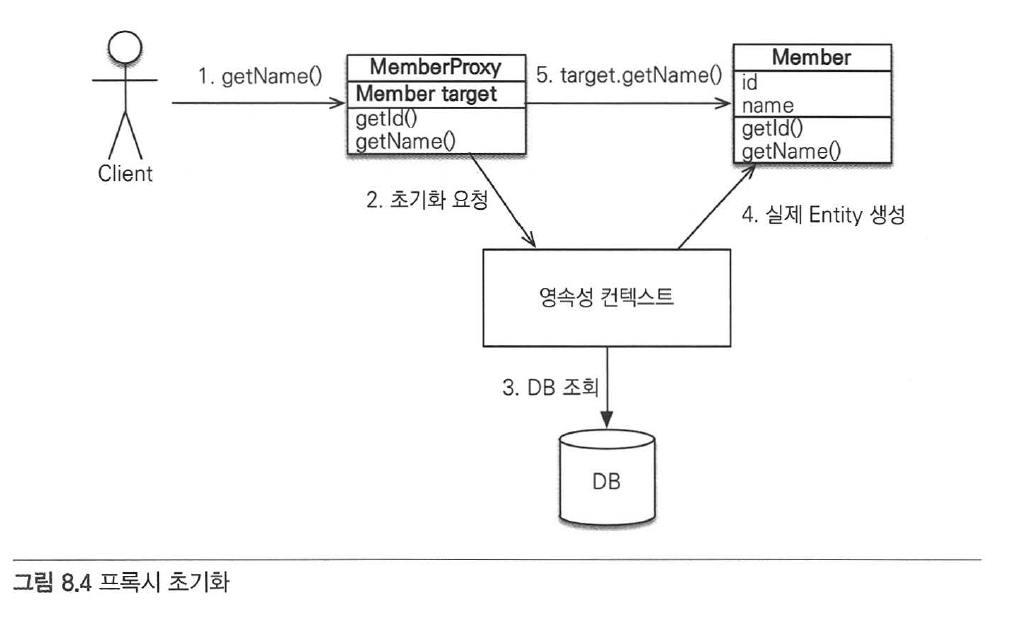 1. getName()
MemberProxy
Member target
getId()
getName()
5. target.getName()
Member
id
name
getId()
getName()
Client
2. 초기화 요청
4. 실제 Entity 생성
영속성 컨텍스트
3. DB 조회
DB
그림 8.4 프록시 초기화